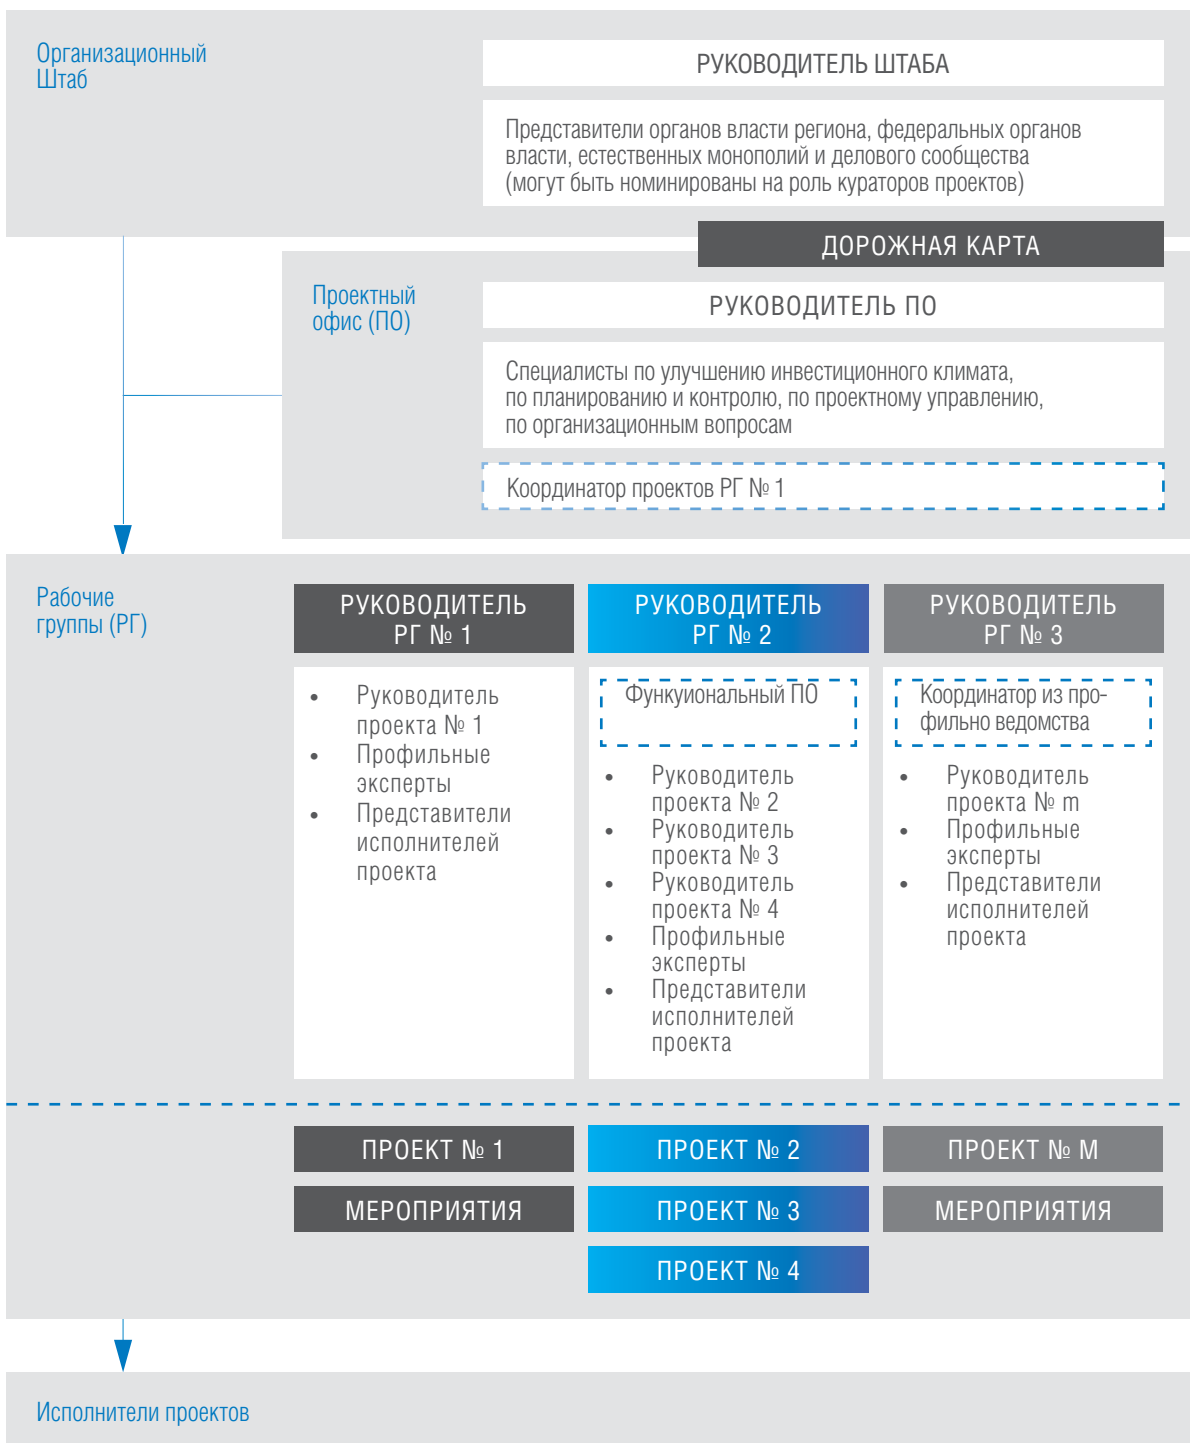 Организационный
Штаб
РУКОВОДИТЕЛЬ ШТАБА
Представители органов власти региона, федеральных органов
власти, естественных монополий и делового сообщества
(могут быть номинированы на роль кураторов проектов)
ДОРОЖНАЯ КАРТА
Проектный
офис (ПО)
РУКОВОДИТЕЛЬ ПО
Специалисты по улучшению инвестиционного климата,
по планированию и контролю, по проектному управлению,
по организационным вопросам
Координатор проектов РГ № 1
Рабочие
группы (РГ)
РУКОВОДИТЕЛЬ
РГ № 1
• Руководитель
проекта № 1
• Профильные
эксперты
• Представители
исполнителей
проекта
РУКОВОДИТЕЛЬ
РГ № 2
Функуиональный ПО
• Руководитель
проекта № 2
• Руководитель
проекта № 3
• Руководитель
проекта № 4
• Профильные
эксперты
• Представители
исполнителей
проекта
РУКОВОДИТЕЛЬ
РГ № 3
Координатор из про-
фильно ведомства
• Руководитель
проекта № m
• Профильные
эксперты
• Представители
исполнителей
проекта
ПРОЕКТ № 1
МЕРОПРИЯТИЯ
ПРОЕКТ № 2
ПРОЕКТ № 3
ПРОЕКТ № 4
ПРОЕКТ № М
МЕРОПРИЯТИЯ
Исполнители проектов